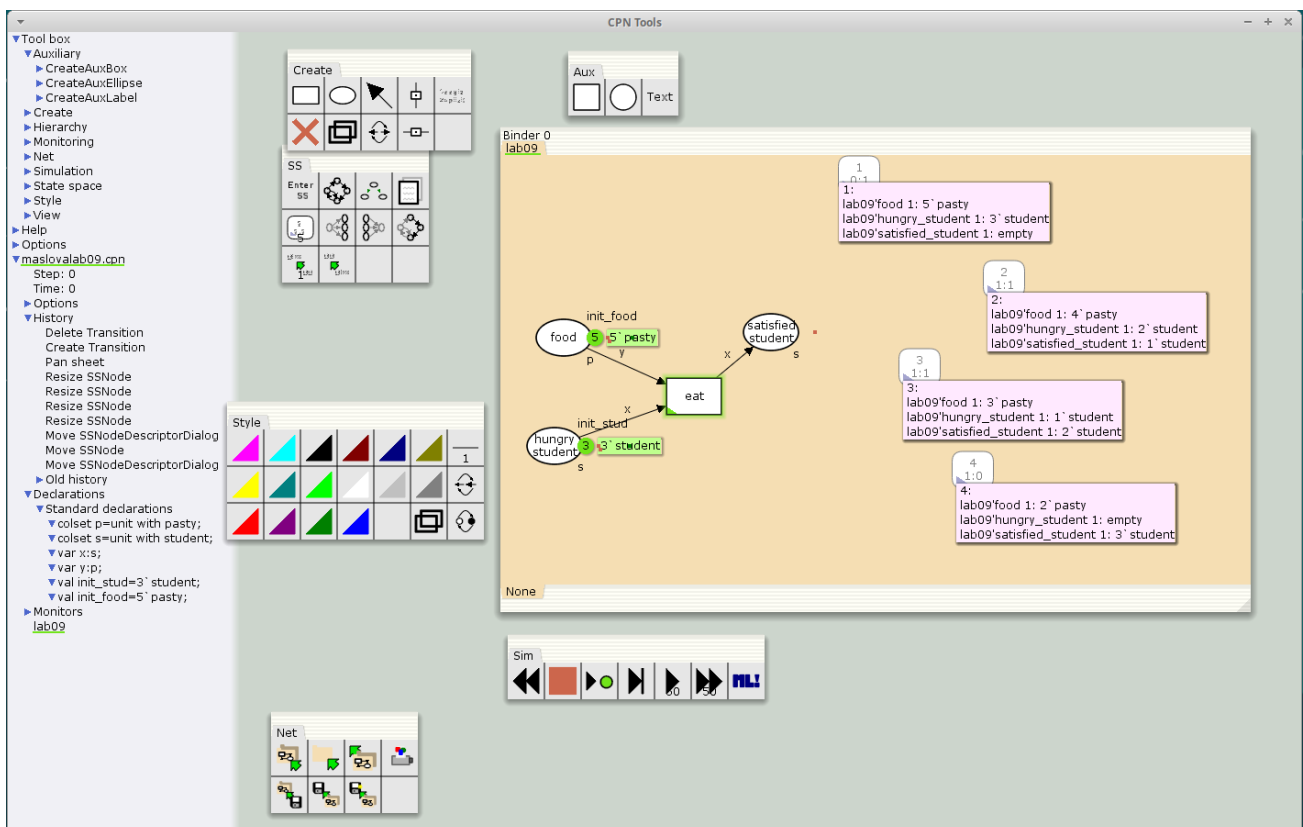 CPN Tools
Tool box
Auxiliary
CreateAuxBox
CreateAuxEllipse
CreateAuxLabel
Create
Hierarchy
Monitoring
Net
Simulation
State space
Style
View
Help
Options
maslovalab09.cpn
Step: 0
Time: 0
Options
History
Delete Transition
Create Transition
Pan sheet
Resize SSNode
Resize SSNode
Resize SSNode
Resize SSNode
Move SSNodeDescriptorDialog
Move SSNode
Move SSNodeDescriptorDialog
Old history
Declarations
Standard declarations
colset p=unit with pasty;
colset s=unit with student;
var x:s;
var y:p;
val init_stud=3`student;
val init_food=5`pasty;
Monitors
lab09
Create
SS
Enter
SS
5
1
Style
1
Aux
Text
Binder 0
lab09
init_food
food
5
5`pasty
p
y
satisfied
student
s
x
eat
x
init_stud
hungry
student
3
3`student
s
1
0:1
1:
lab09'food 1: 5`pasty
lab09'hungry_student 1: 3`student
lab09'satisfied_student 1: empty
2
1:1
2:
lab09'food 1: 4`pasty
lab09'hungry_student 1: 2`student
lab09'satisfied_student 1: 1`student
3
1:1
3:
lab09'food 1: 3`pasty
lab09'hungry_student 1: 1`student
lab09'satisfied_student 1: 2`student
4
1:0
4:
lab09'food 1: 2`pasty
lab09'hungry_student 1: empty
lab09'satisfied_student 1: 3`student
None
Sim
50
ML!
Net